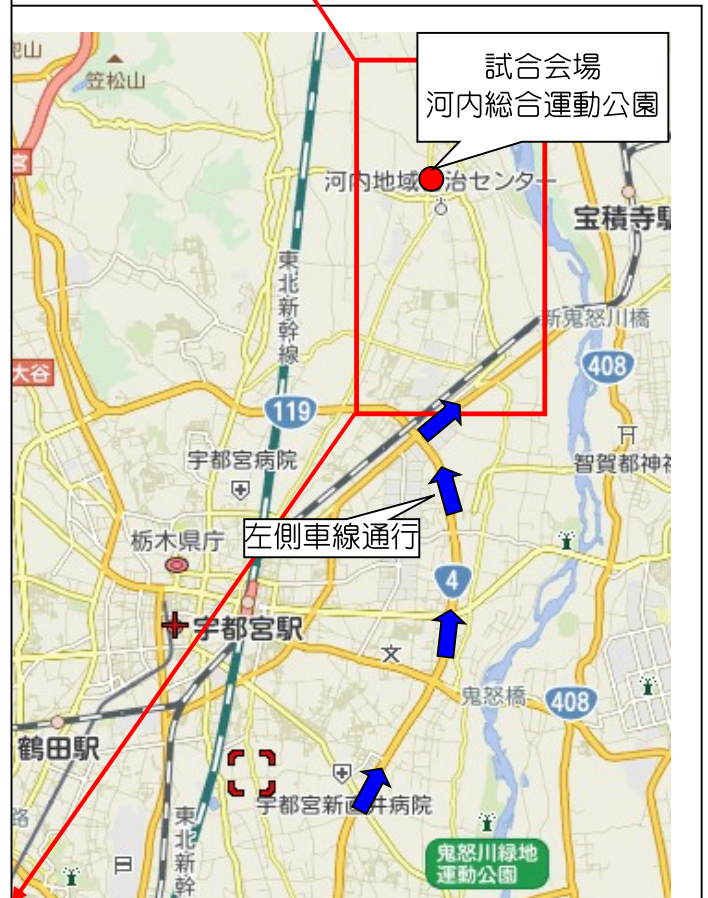 試合会場
河内総合運動公園
笠松山
宮
河内地域
治センター
宝積寺駅
東北新幹線
新鬼怒川橋
408
大谷
119
宇都宮病院
智賀都神社
左側車線通行
栃木県庁
4
宇都宮駅
文
鬼怒橋
408
鶴田駅
宇都宮新
井病院
路
東北新幹
鬼怒川緑地
運動公園